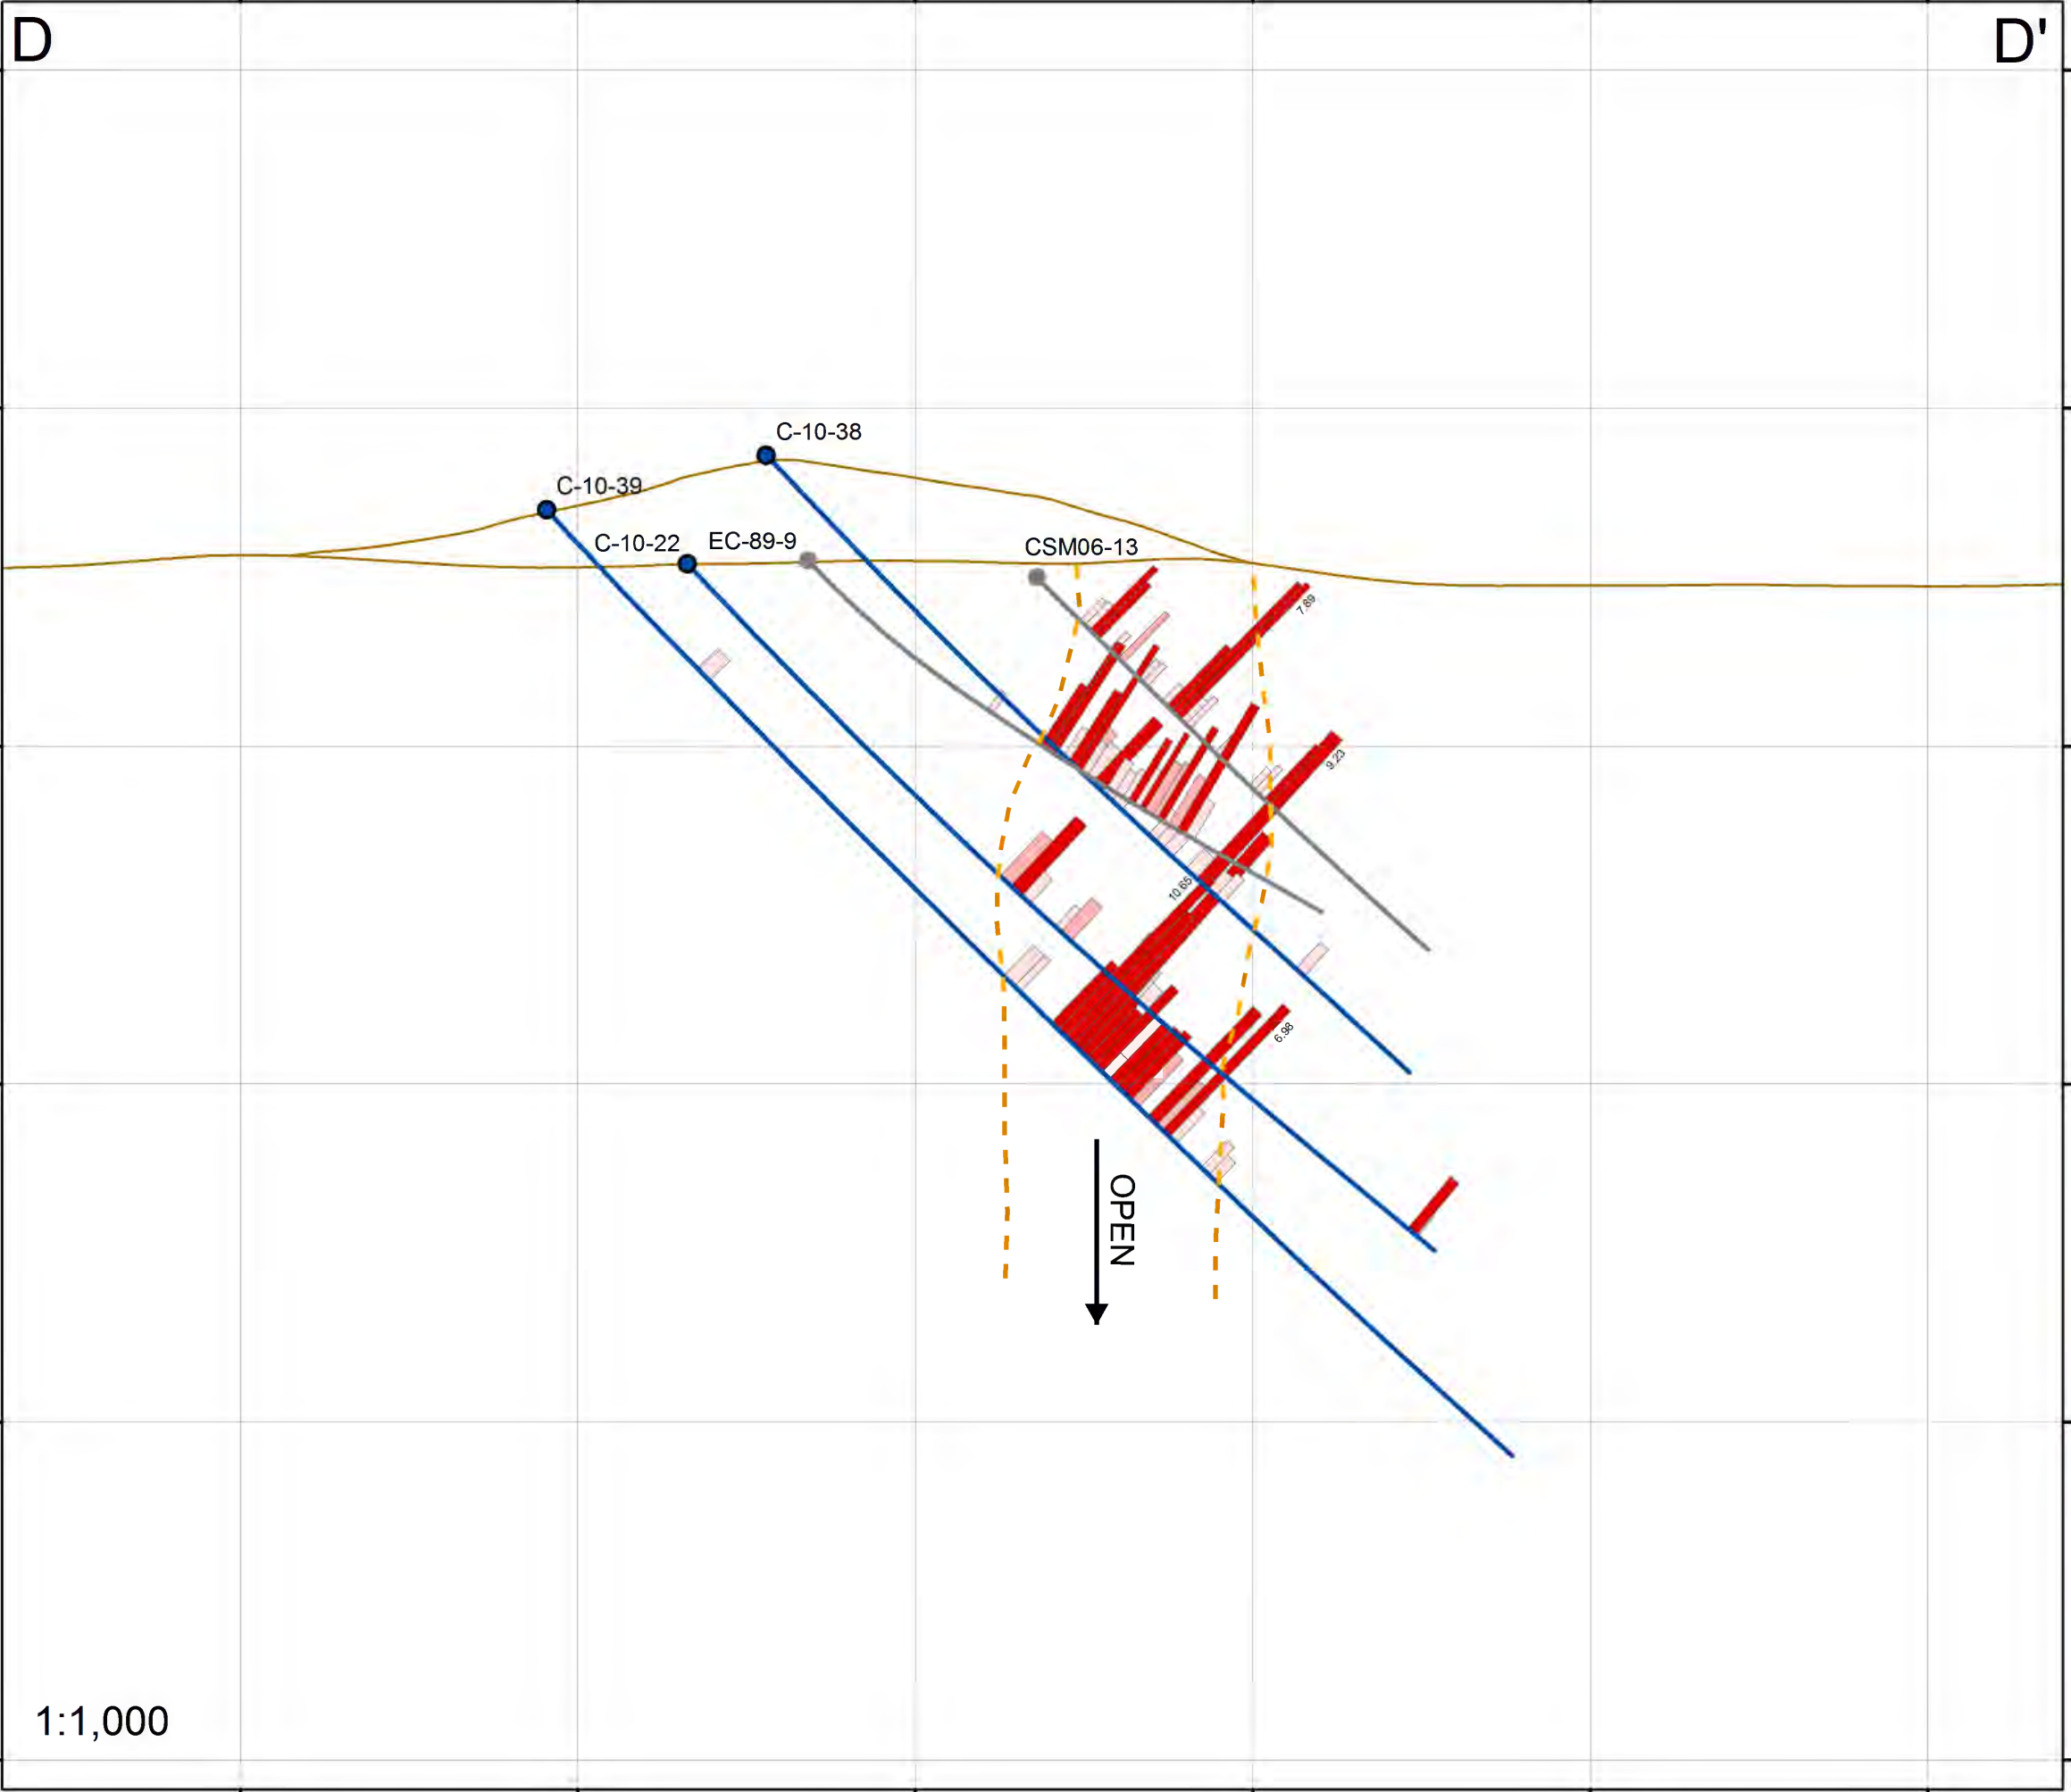 D
D'
C-10-38
C-10-39
C-10-22
EC-89-9
CSM06-13
7.89
9.23
10.65
6.98
OPEN
1:1,000